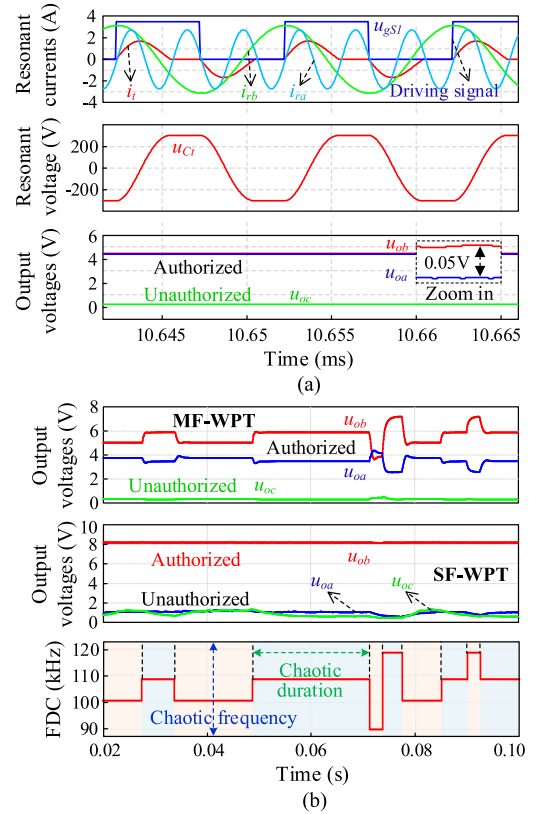 Resonant currents (A)
4
2
0
-2
-4
u_gS1
i_t
i_rb
i_ra
Driving signal
Resonant voltage (V)
200
0
-200
u_Ct
Output voltages (V)
6
4
2
0
u_ob
0.05V
u_oa
Zoom in
Authorized
Unauthorized
u_oc
10.645
10.65
10.655
10.66
10.665
Time (ms)
(a)
Output voltages (V)
8
6
4
2
0
MF-WPT
u_ob
Authorized
u_oa
Unauthorized
u_oc
Output voltages (V)
10
8
6
4
2
0
Authorized
u_ob
SF-WPT
Unauthorized
u_oa
u_oc
FDC (kHz)
120
110
100
90
Chaotic duration
Chaotic frequency
0.02
0.04
0.06
0.08
0.10
Time (s)
(b)